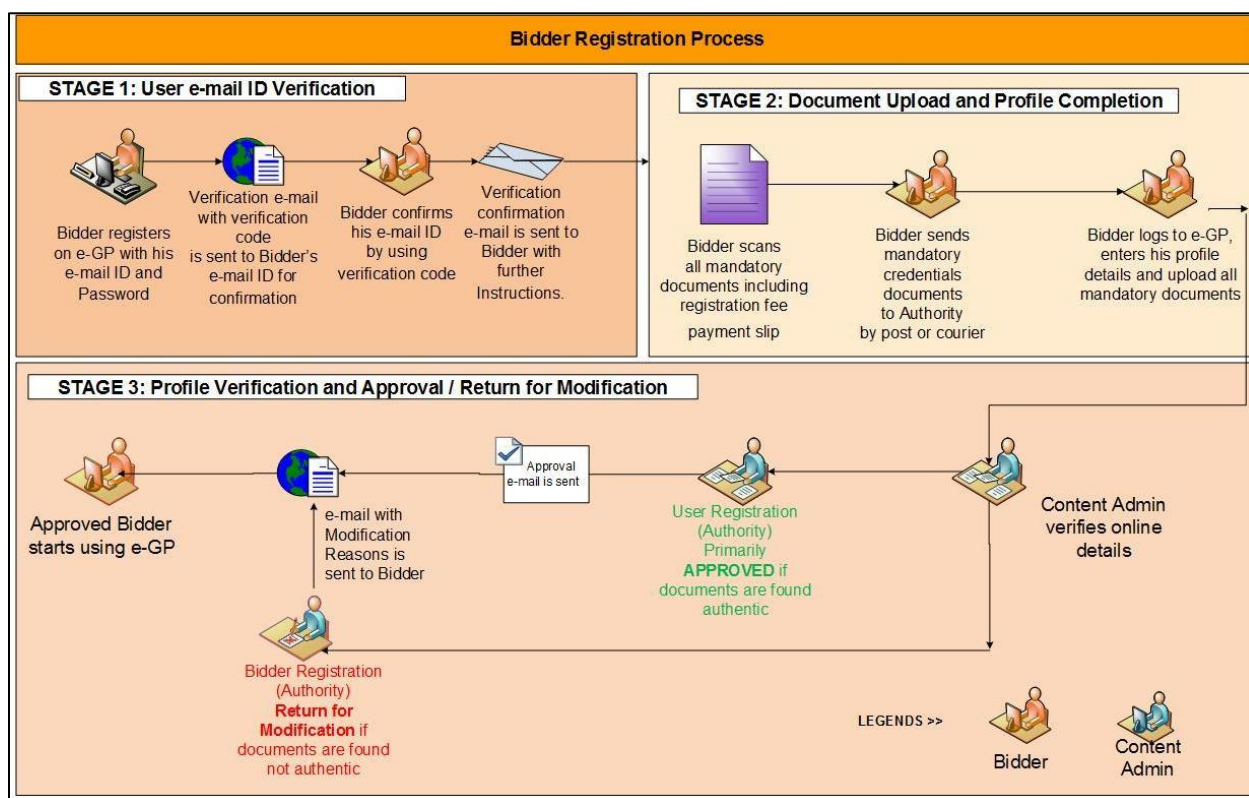 Bidder Registration Process
STAGE 1: User e-mail ID Verification
Bidder registers
on e-GP with his
e-mail ID and
Password
Verification e-mail
with verification
code
is sent to Bidder's
e-mail ID for
confirmation
Bidder confirms
his e-mail ID
by using
verification code
Verification
confirmation
e-mail is sent to
Bidder with
further
Instructions.
STAGE 2: Document Upload and Profile Completion
Bidder scans
all mandatory
documents including
registration fee
payment slip
Bidder sends
mandatory
credentials
documents
to Authority
by post or courier
Bidder logs to e-GP,
enters his profile
details and upload all
mandatory documents
STAGE 3: Profile Verification and Approval / Return for Modification
Approved Bidder
starts using e-GP
e-mail with
Modification
Reasons is
sent to Bidder
Approval
e-mail is sent
User Registration
(Authority)
Primarily
APPROVED if
documents are found
authentic
Content Admin
verifies online
details
Bidder Registration
(Authority)
Return for
Modification if
documents are found
not authentic
LEGENDS >>
Bidder
Content
Admin